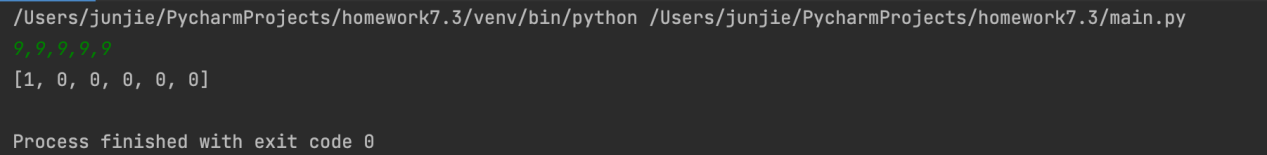 /Users/junjie/PycharmProjects/homework7.3/venv/bin/python /Users/junjie/PycharmProjects/homework7.3/main.py
9,9,9,9,9
[1, 0, 0, 0, 0, 0]
Process finished with exit code 0